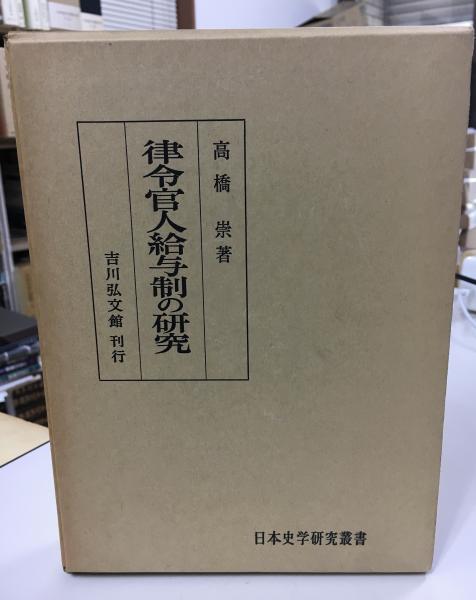 高橋 崇著
律令官人給与制の研究
吉川弘文館 刊行
日本史学研究叢書